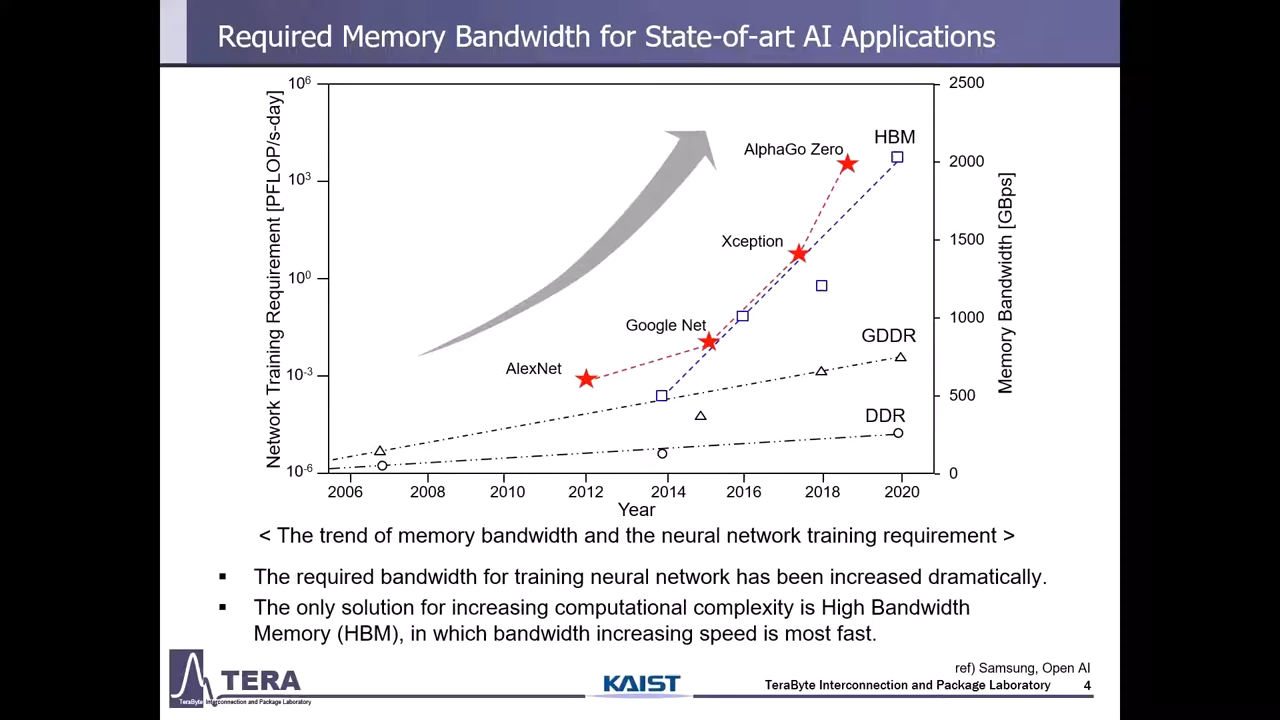 Required Memory Bandwidth for State-of-art AI Applications
Network Training Requirement [PFLOP/s-day]
10⁶
10³
10⁰
10⁻³
10⁻⁶
AlexNet
Google Net
Xception
AlphaGo Zero
HBM
GDDR
DDR
2500
2000
1500
1000
500
0
Memory Bandwidth [GBps]
2006 2008 2010 2012 2014 2016 2018 2020
Year
< The trend of memory bandwidth and the neural network training requirement >
▪ The required bandwidth for training neural network has been increased dramatically.
▪ The only solution for increasing computational complexity is High Bandwidth
Memory (HBM), in which bandwidth increasing speed is most fast.
ref) Samsung, Open AI
TERA
TeraByte Interconnection and Package Laboratory
KAIST
TeraByte Interconnection and Package Laboratory 4